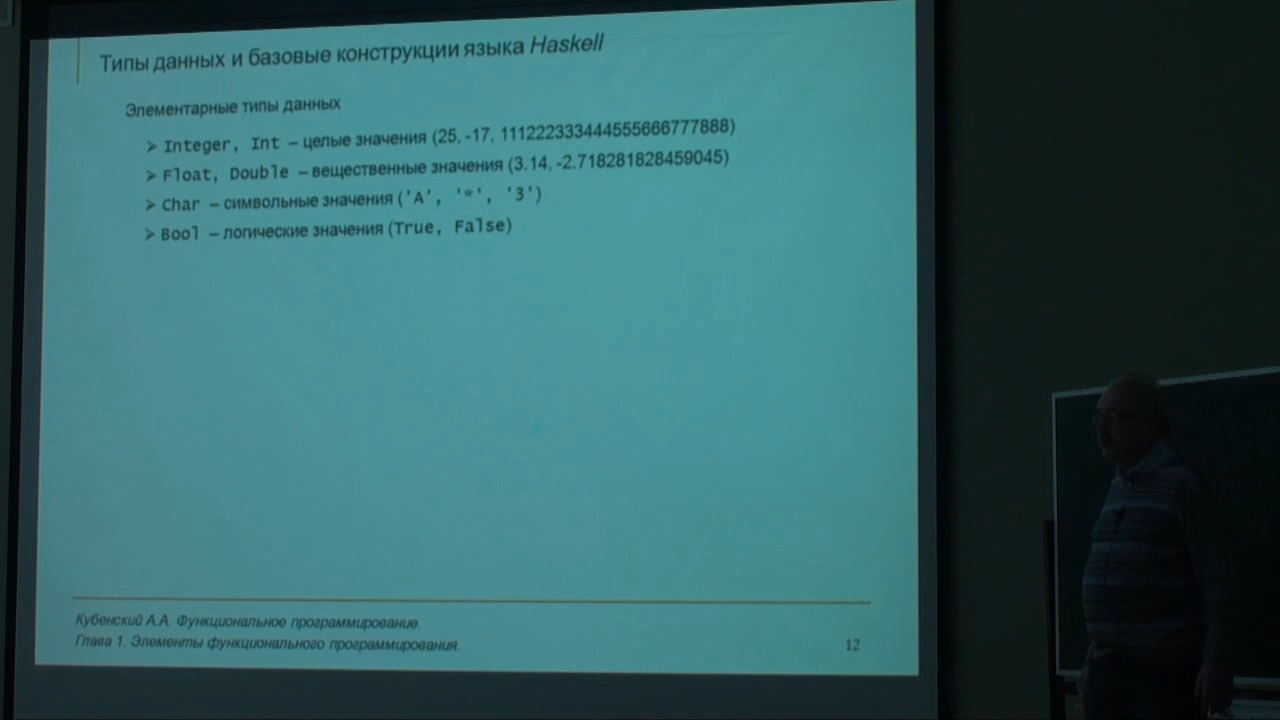 Типы данных и базовые конструкции языка Haskell
Элементарные типы данных
➢ Integer, Int – целые значения (25, -17, 111222333444555666777888)
➢ Float, Double – вещественные значения (3.14, -2.718281828459045)
➢ Char – символьные значения ('A', '*', '3')
➢ Bool – логические значения (True, False)
Кубенский А.А. Функциональное программирование.
Глава 1. Элементы функционального программирования.
12